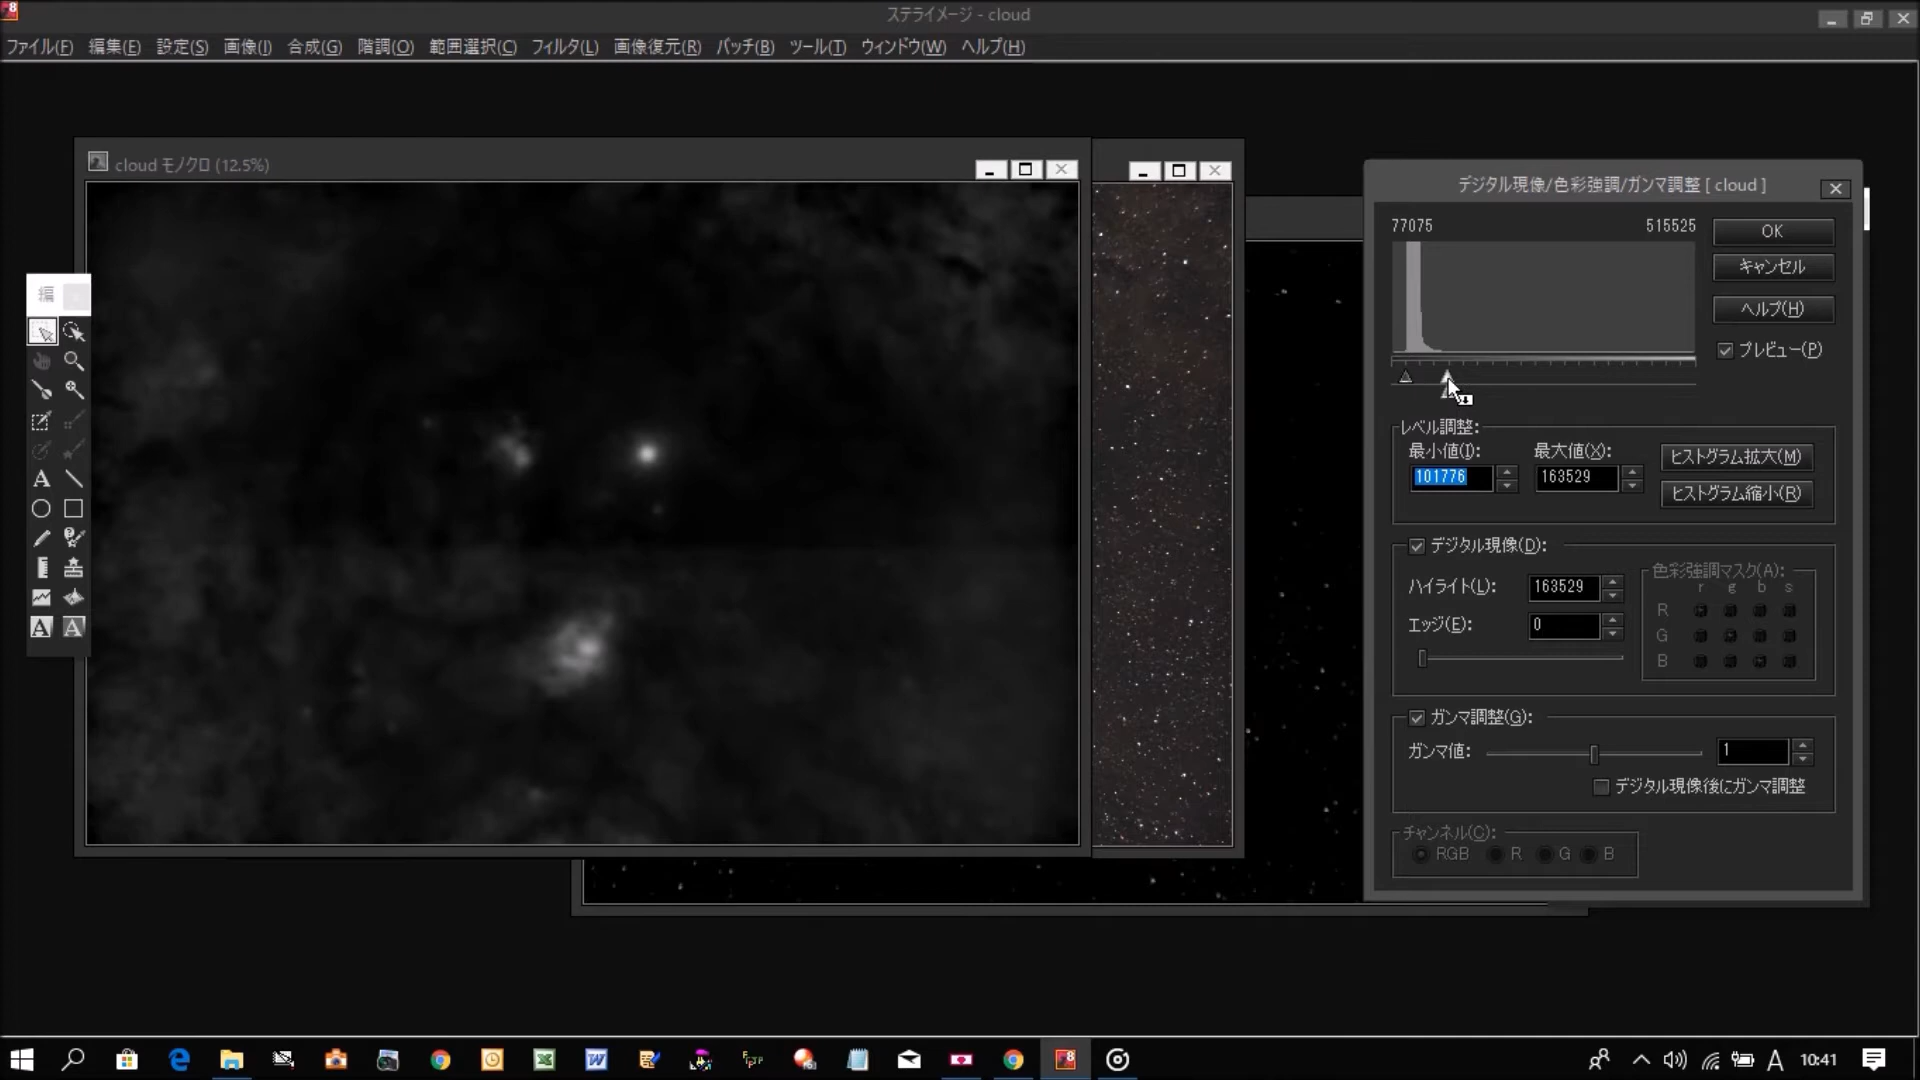 ステライメージ - cloud
ファイル(F) 編集(E) 設定(S) 画像(I) 合成(G) 階調(O) 範囲選択(C) フィルタ(L) 画像復元(R) バッチ(B) ツール(T) ウィンドウ(W) ヘルプ(H)
cloud モノクロ (12.5%)
デジタル現像/色彩強調/ガンマ調整 [ cloud ]
77075 515525
OK
キャンセル
ヘルプ(H)
プレビュー(P)
レベル調整:
最小値(I): 最大値(X):
101776 163529
ヒストグラム拡大(M)
ヒストグラム縮小(R)
デジタル現像(D):
ハイライト(L): 163529
エッジ(E): 0
色彩強調マスク(A):
r g b s
R
G
B
ガンマ調整(G):
ガンマ値: 1
デジタル現像後にガンマ調整
チャンネル(C):
RGB R G B
A
A A
A 10:41